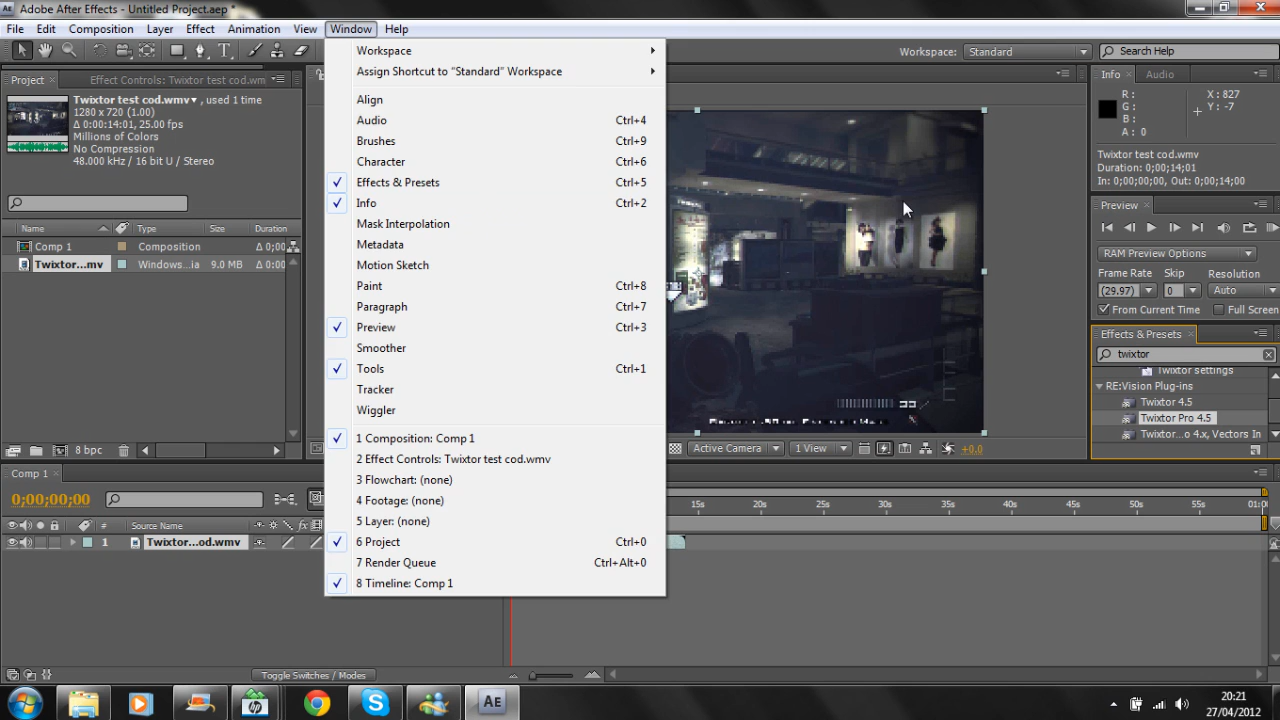 Adobe After Effects - Untitled Project.aep *
File Edit Composition Layer Effect Animation View Window Help
Workspace: Standard
Search Help
Project
Effect Controls: Twixtor test cod.wm
Twixtor test cod.wmv▾ , used 1 time
1280 x 720 (1.00)
Δ 0:00:14:01, 25.00 fps
Millions of Colors
No Compression
48.000 kHz / 16 bit U / Stereo
Name Type Size Duration
Comp 1 Composition Δ 0;00
Twixtor...mv Windows...ia 9.0 MB Δ 0;00
8 bpc
Workspace
Assign Shortcut to "Standard" Workspace
Align
Audio Ctrl+4
Brushes Ctrl+9
Character Ctrl+6
Effects & Presets Ctrl+5
Info Ctrl+2
Mask Interpolation
Metadata
Motion Sketch
Paint Ctrl+8
Paragraph Ctrl+7
Preview Ctrl+3
Smoother
Tools Ctrl+1
Tracker
Wiggler
1 Composition: Comp 1
2 Effect Controls: Twixtor test cod.wmv
3 Flowchart: (none)
4 Footage: (none)
5 Layer: (none)
6 Project Ctrl+0
7 Render Queue Ctrl+Alt+0
8 Timeline: Comp 1
Active Camera
1 View
+0.0
Info Audio
R :
G :
B :
A : 0
X : 827
Y : -7
Twixtor test cod.wmv
Duration: 0;00;14;01
In: 0;00;00;00, Out: 0;00;14;00
Preview
RAM Preview Options
Frame Rate Skip Resolution
(29.97) 0 Auto
From Current Time Full Screen
Effects & Presets
twixtor
Twixtor settings
RE:Vision Plug-ins
Twixtor 4.5
Twixtor Pro 4.5
Twixtor...o 4.x, Vectors In
Comp 1
0;00;00;00
# Source Name
1 Twixtor...od.wmv
15s 20s 25s 30s 35s 40s 45s 50s 55s 01:0
Toggle Switches / Modes
20:21
27/04/2012